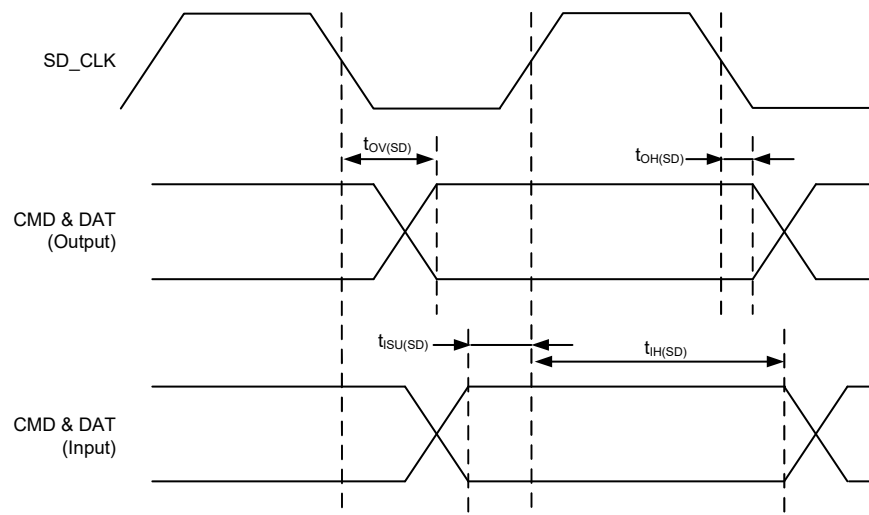 SD_CLK
tOV(SD)
tOH(SD)
CMD & DAT
(Output)
tISU(SD)
tIH(SD)
CMD & DAT
(Input)